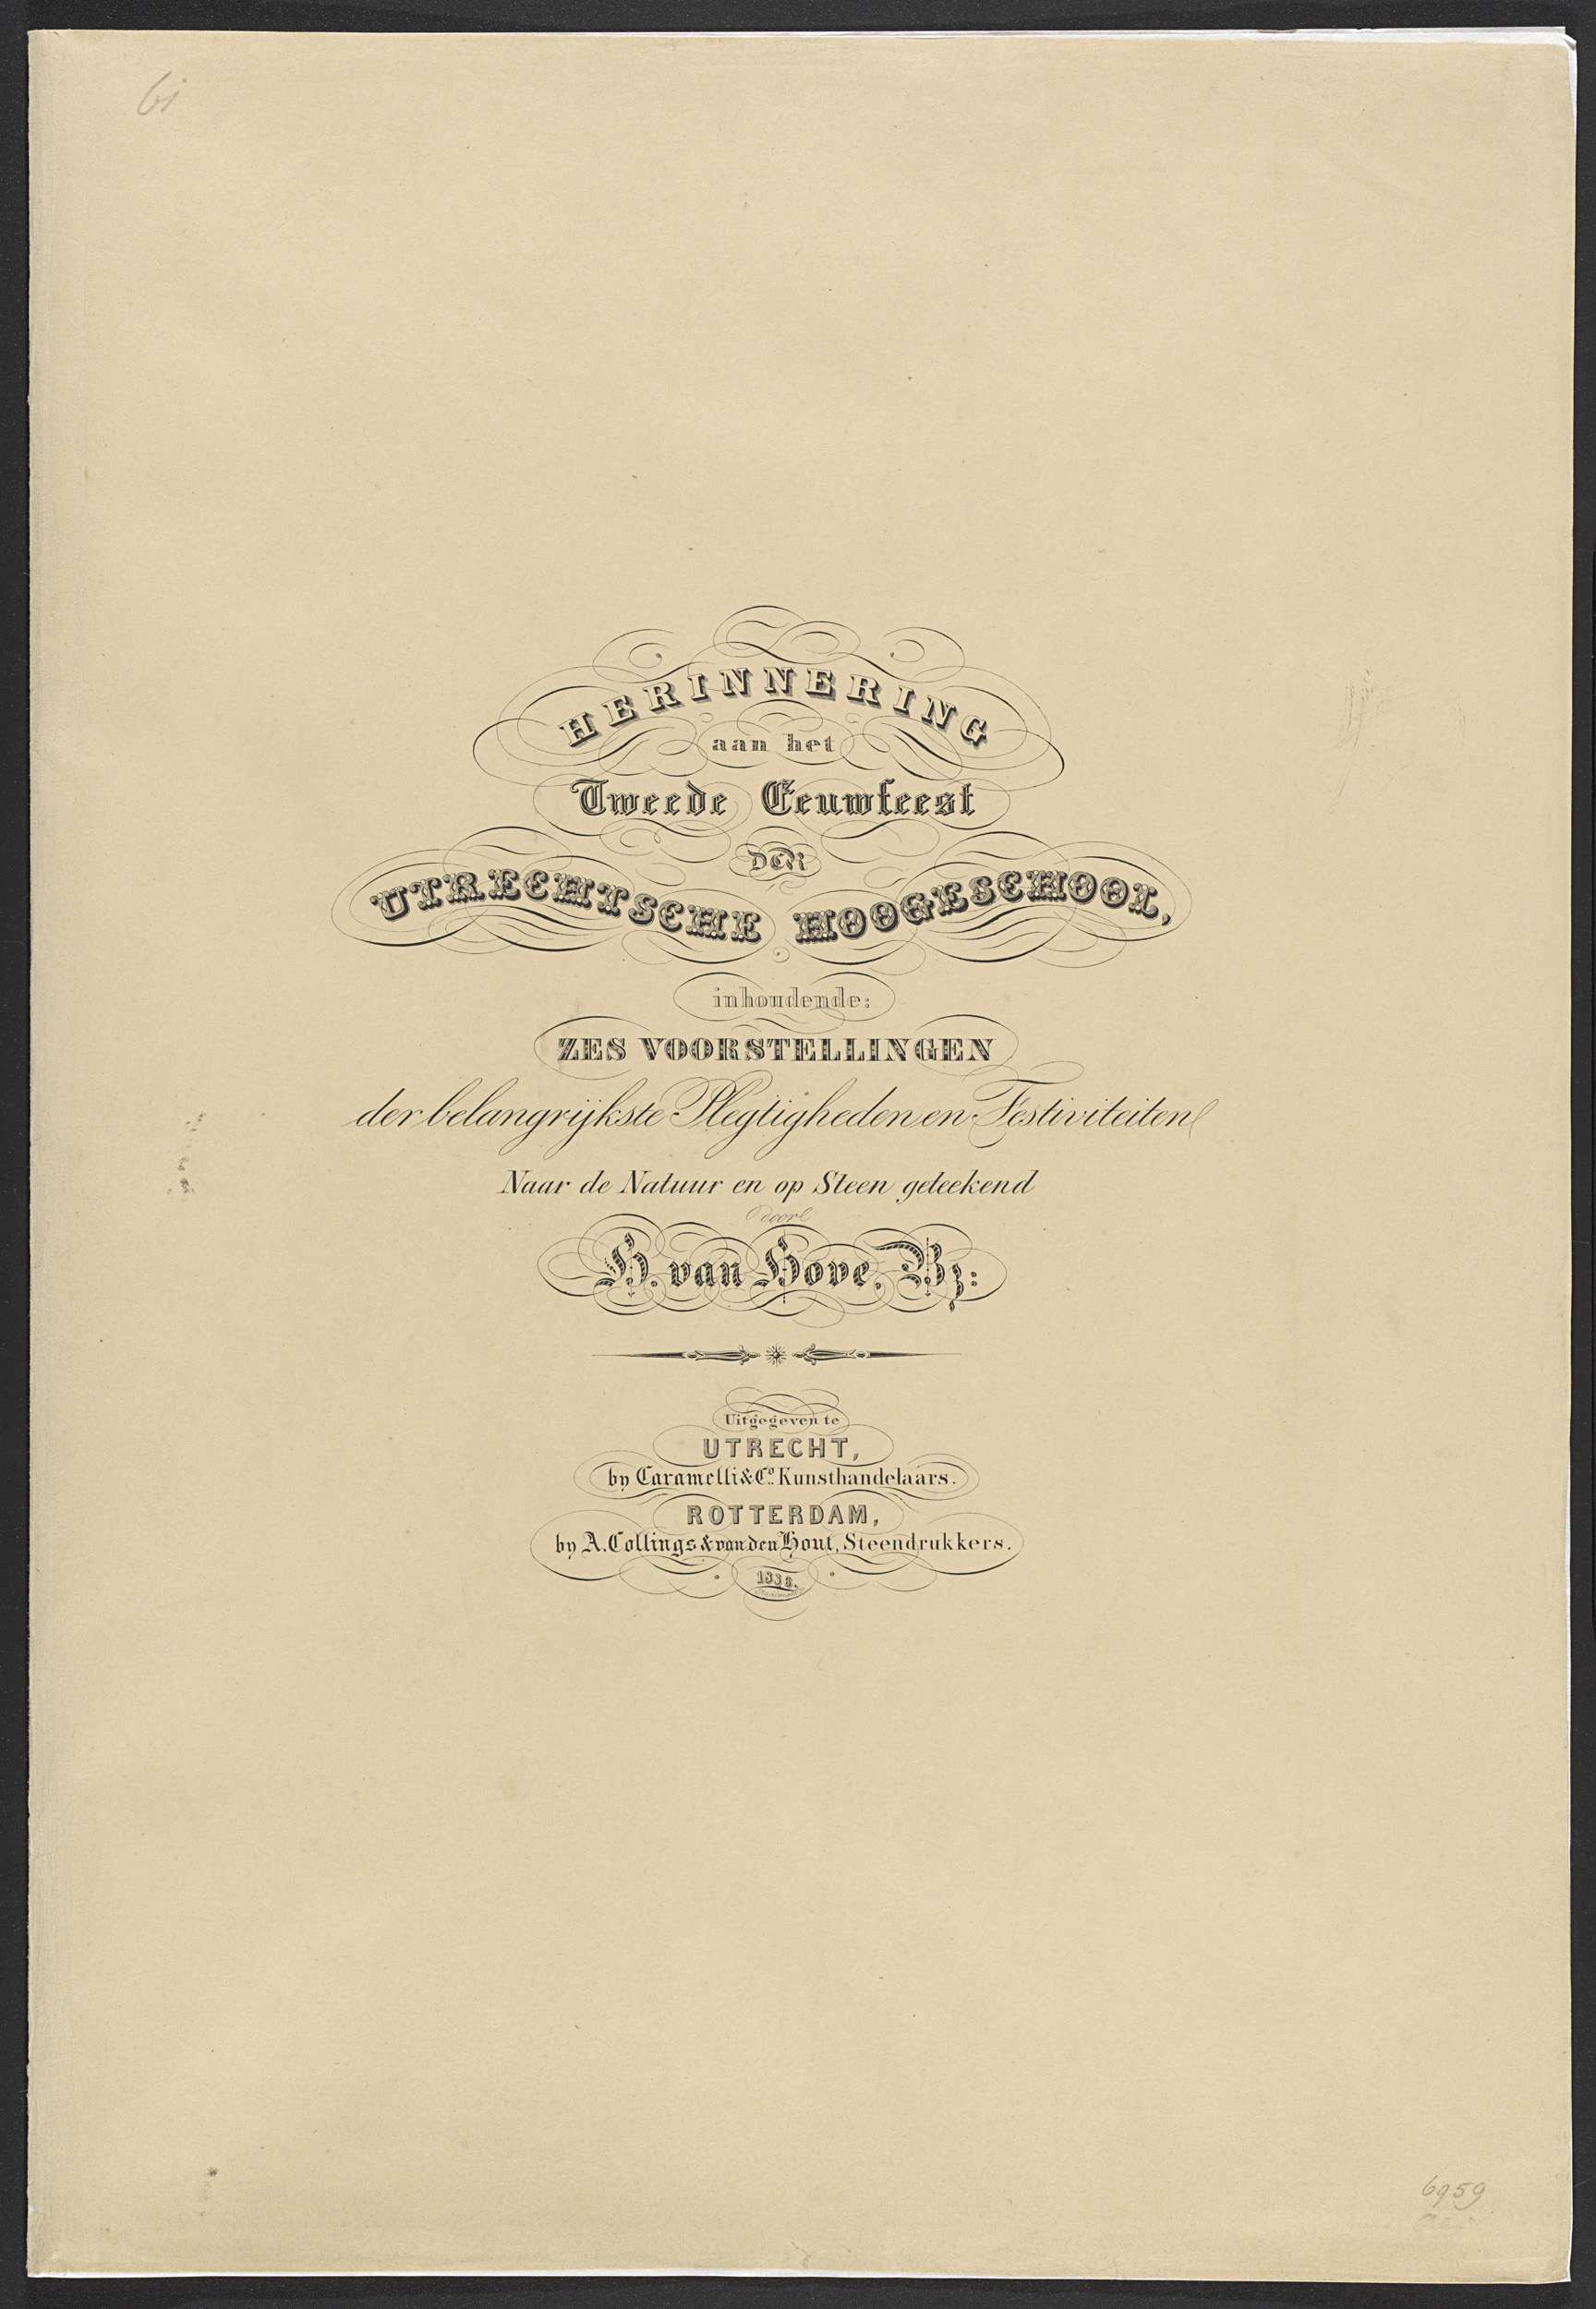 6i
HERINNERING
aan het
Tweede Eeuwfeest
DER
UTRECHTSCHE HOOGESCHOOL,
inhoudende:
ZES VOORSTELLINGEN
der belangrijkste Plegtigheden en Festiviteiten
Naar de Natuur en op Steen geteekend
door
H. van Hove, Bz:
Uitgegeven te
UTRECHT,
by Caramelli & Co. Kunsthandelaars.
ROTTERDAM,
by A. Collings & van den Hout, Steendrukkers.
1836.
6959